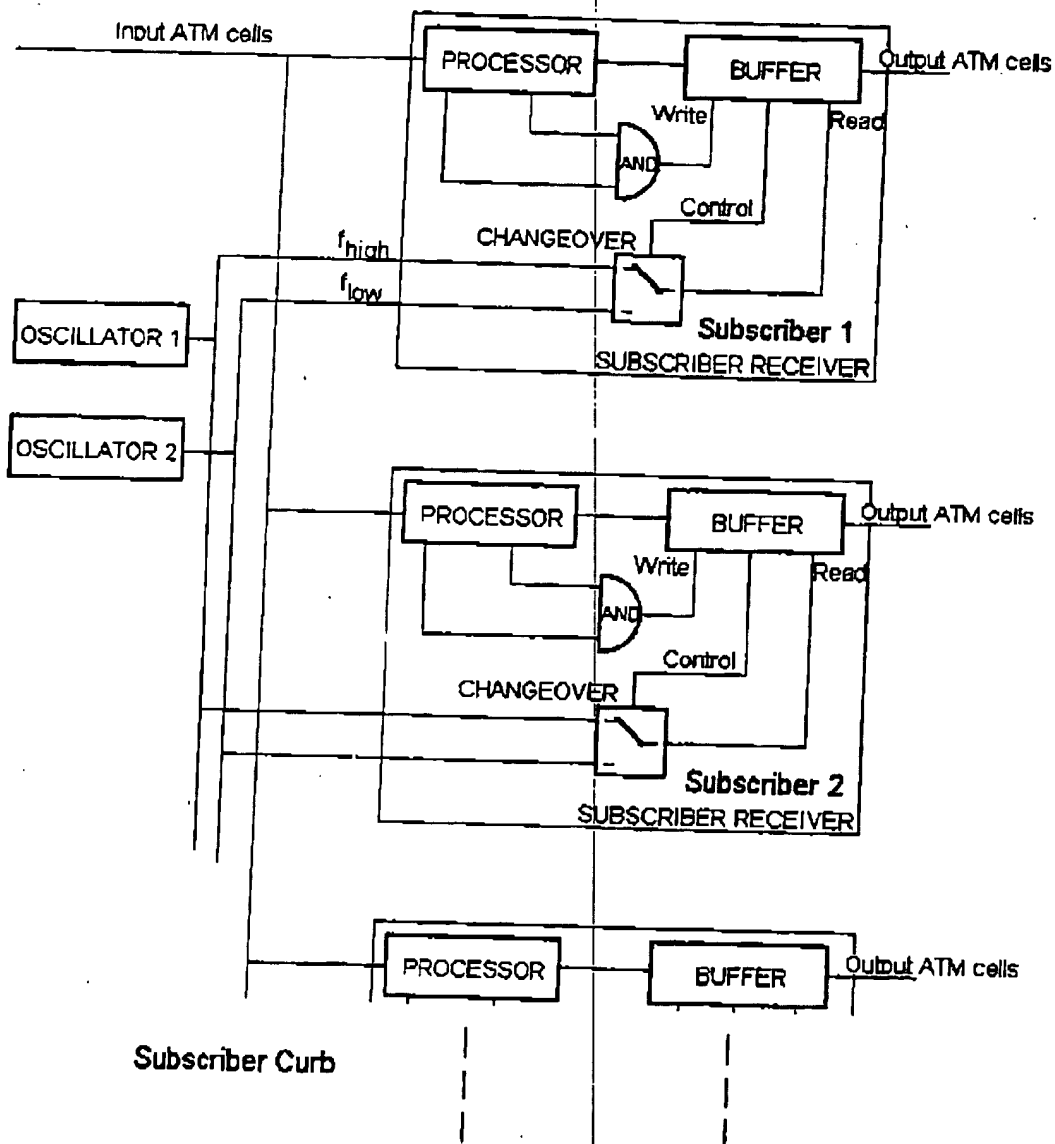 Input ATM cells
PROCESSOR
BUFFER
Output ATM cells
Write
Read
AND
Control
CHANGEOVER
fhigh
flow
OSCILLATOR 1
Subscriber 1
SUBSCRIBER RECEIVER
OSCILLATOR 2
PROCESSOR
BUFFER
Output ATM cells
Write
Read
AND
Control
CHANGEOVER
Subscriber 2
SUBSCRIBER RECEIVER
PROCESSOR
BUFFER
Output ATM cells
Subscriber Curb